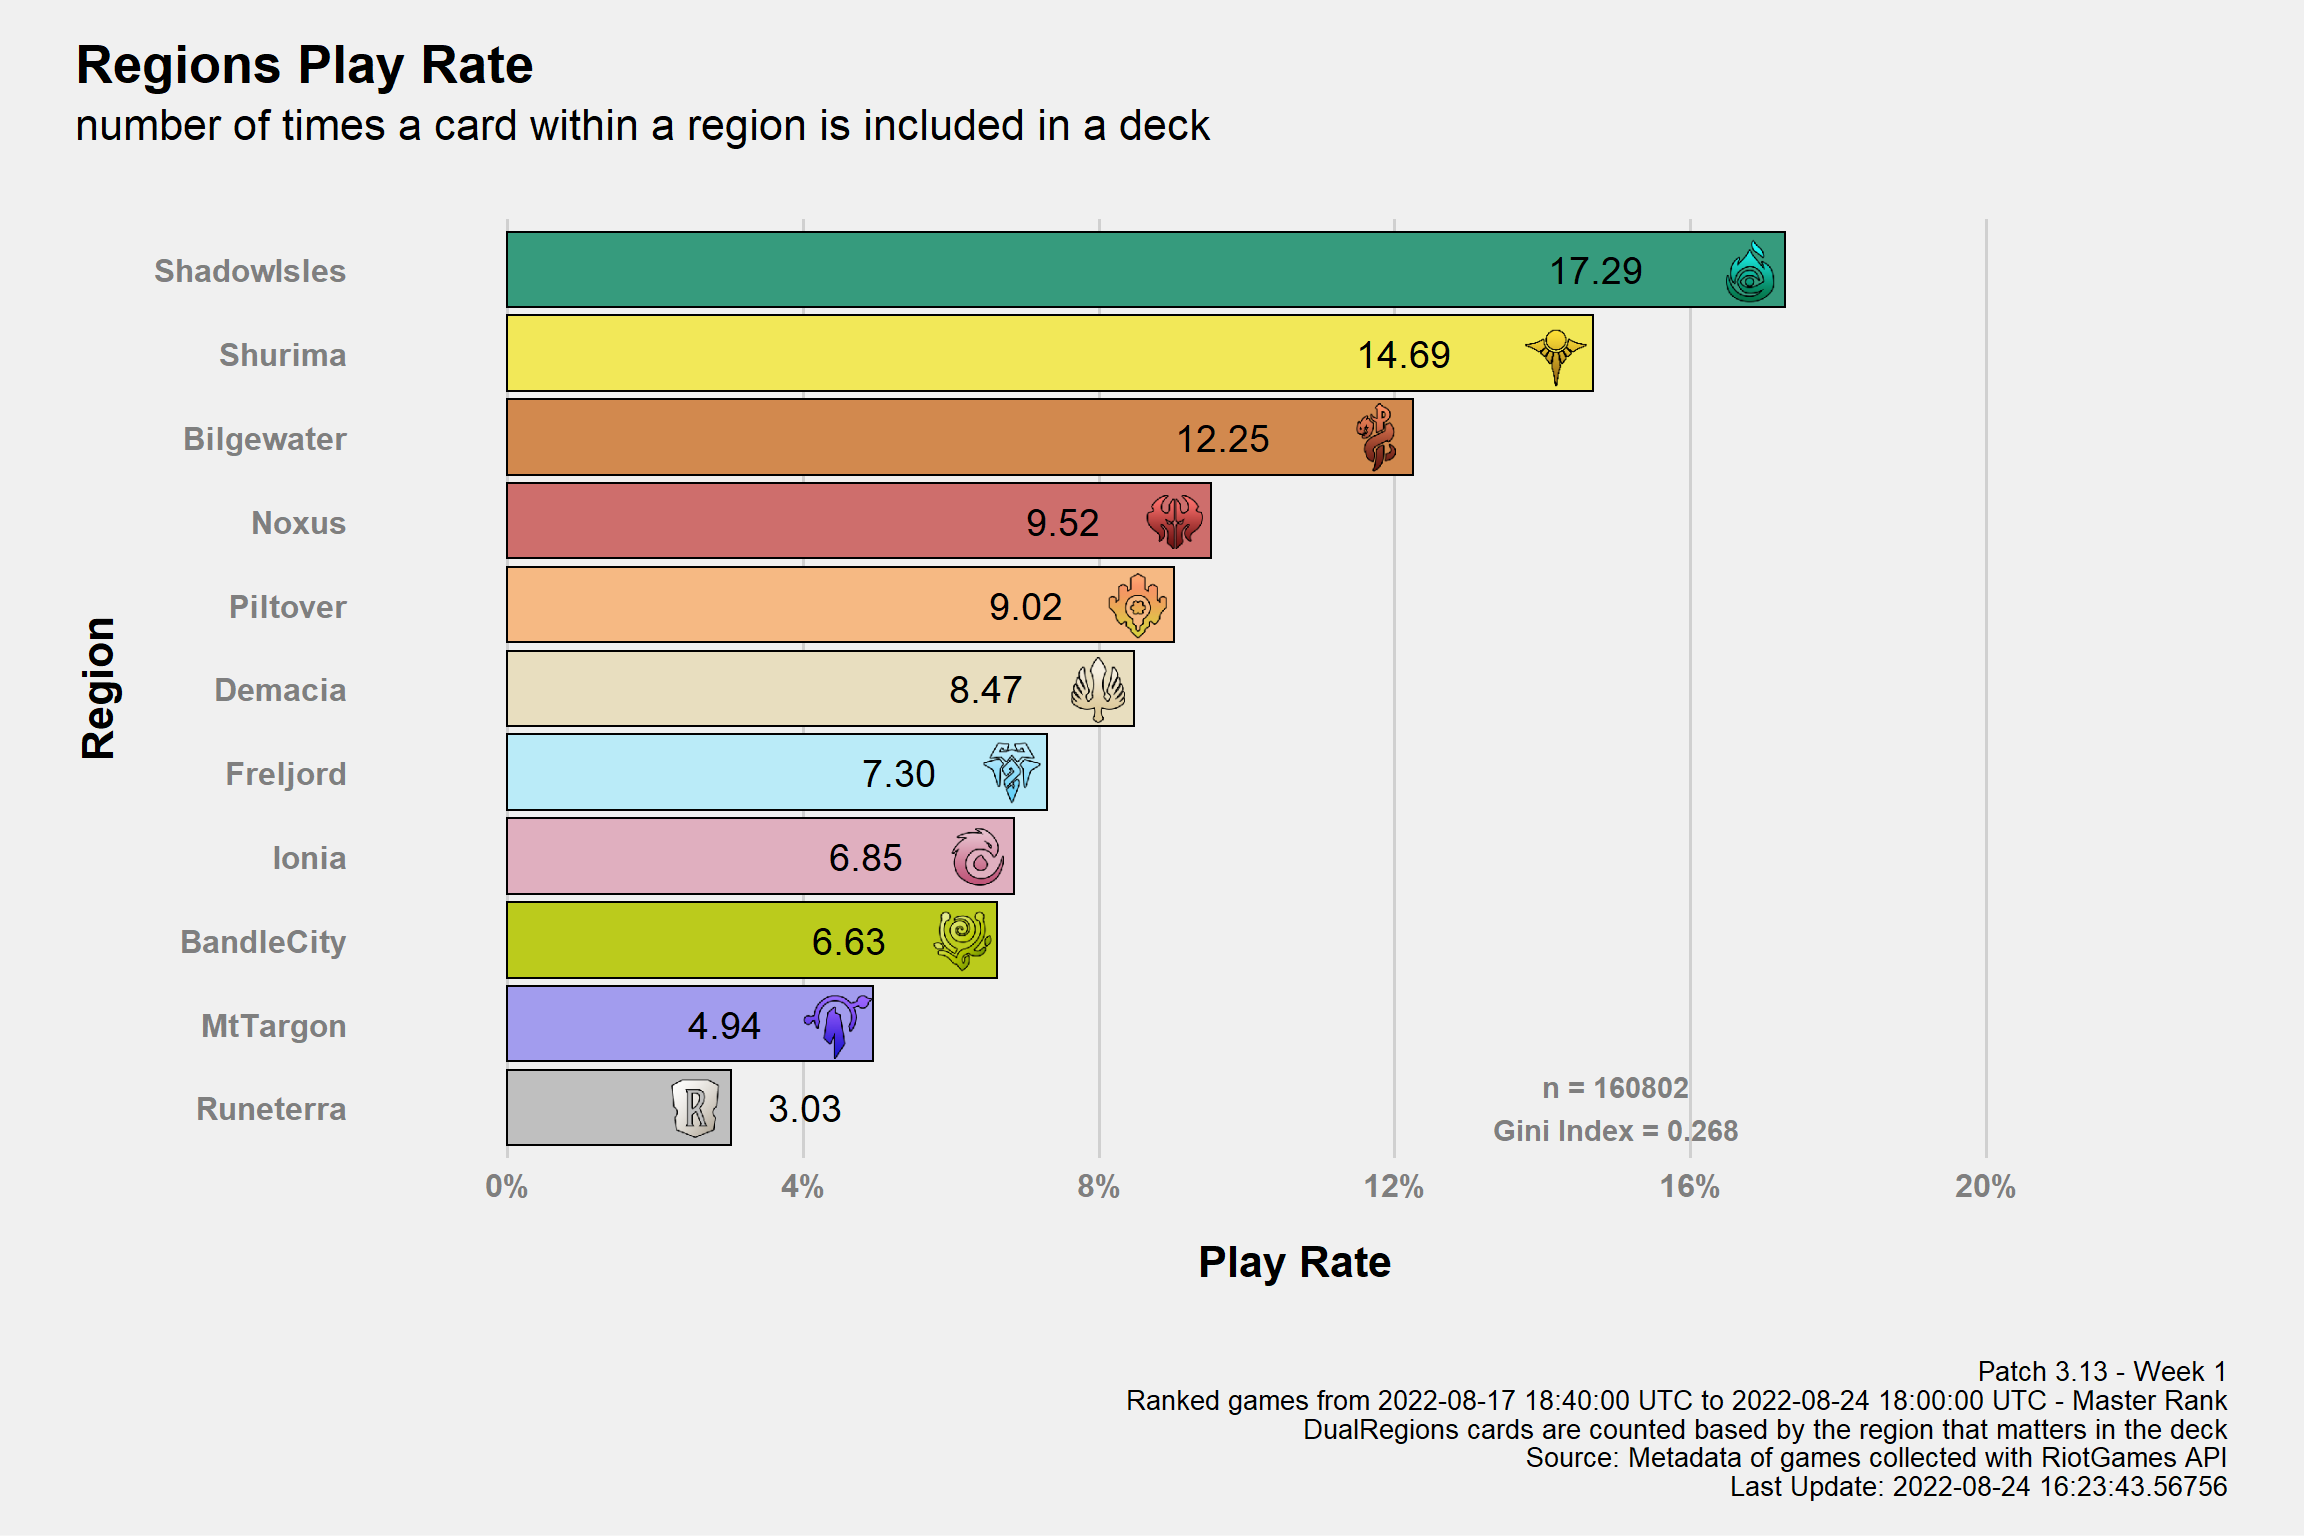 Regions Play Rate
number of times a card within a region is included in a deck
ShadowIsles 17.29
Shurima 14.69
Bilgewater 12.25
Noxus 9.52
Piltover 9.02
Demacia 8.47
Freljord 7.30
Ionia 6.85
BandleCity 6.63
MtTargon 4.94
Runeterra R 3.03
Region
n = 160802
Gini Index = 0.268
0% 4% 8% 12% 16% 20%
Play Rate
Patch 3.13 - Week 1
Ranked games from 2022-08-17 18:40:00 UTC to 2022-08-24 18:00:00 UTC - Master Rank
DualRegions cards are counted based by the region that matters in the deck
Source: Metadata of games collected with RiotGames API
Last Update: 2022-08-24 16:23:43.56756